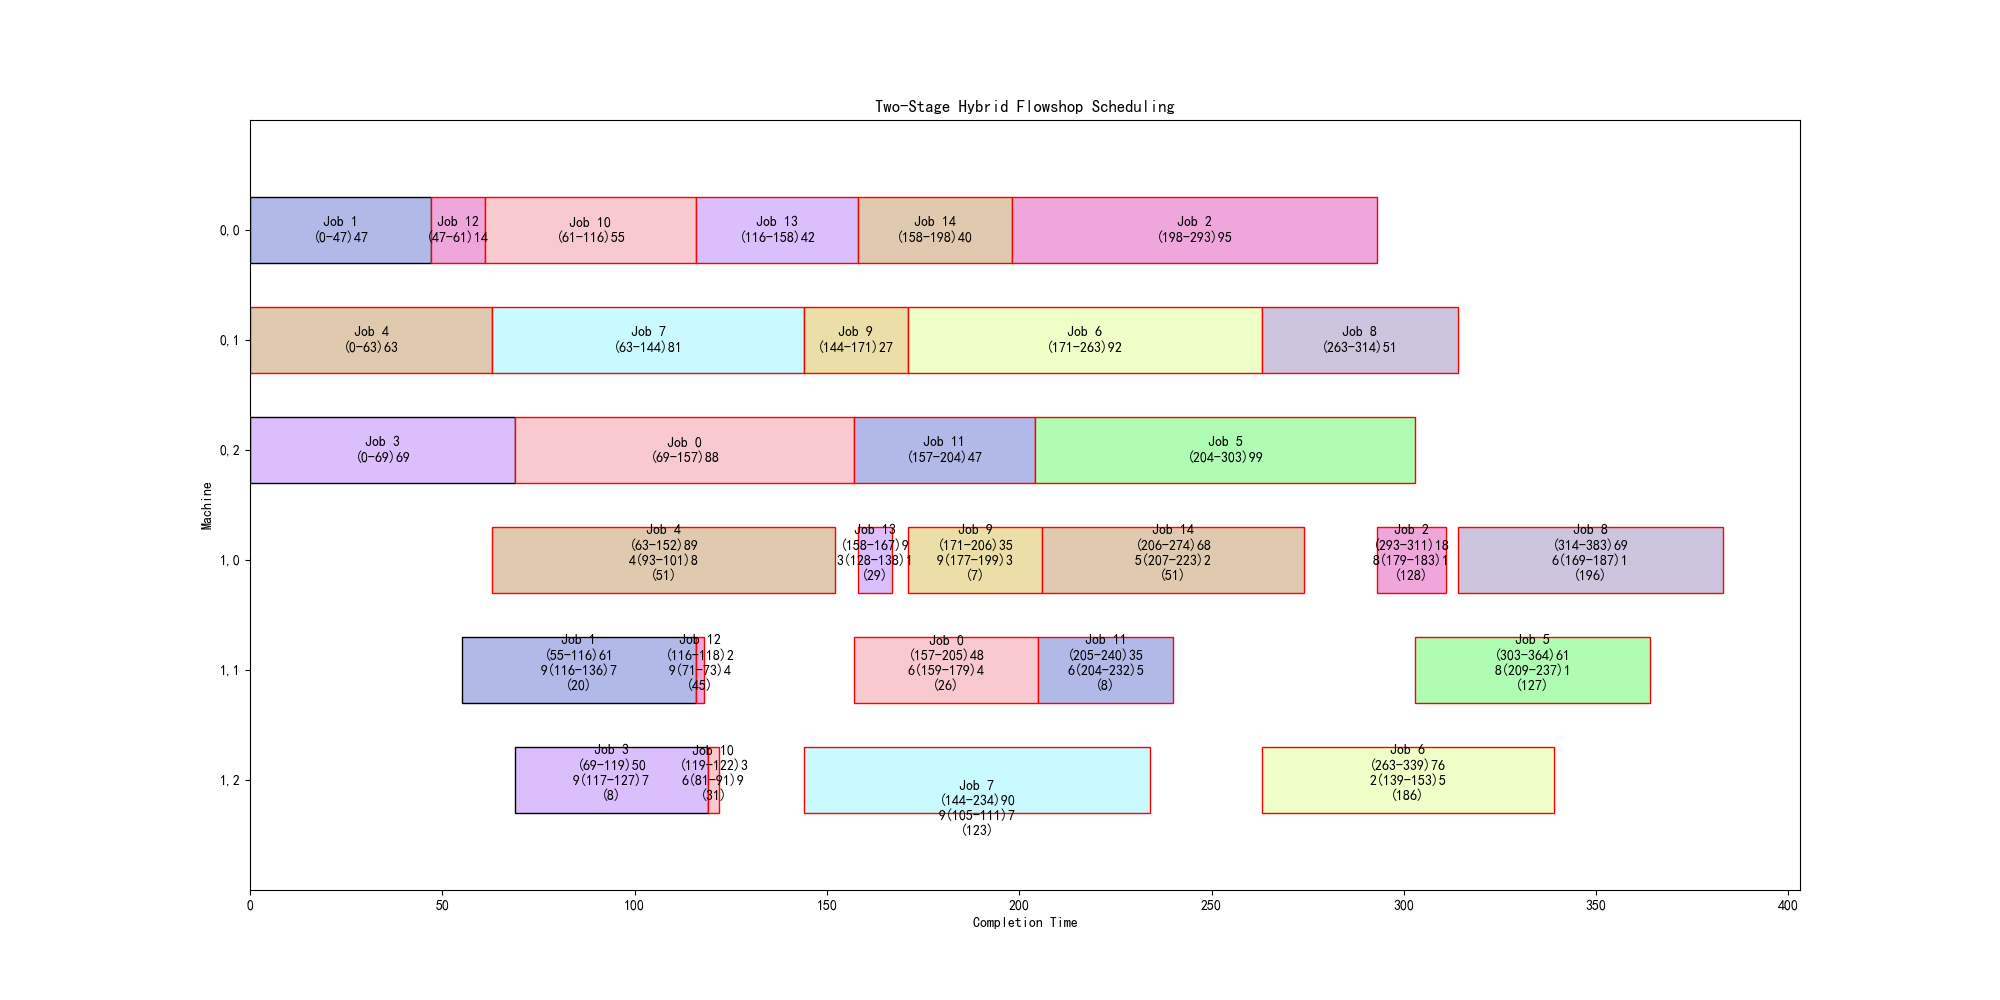 Two-Stage Hybrid Flowshop Scheduling
Machine
0,0
Job 1
(0-47)47
Job 12
(47-61)14
Job 10
(61-116)55
Job 13
(116-158)42
Job 14
(158-198)40
Job 2
(198-293)95
0,1
Job 4
(0-63)63
Job 7
(63-144)81
Job 9
(144-171)27
Job 6
(171-263)92
Job 8
(263-314)51
0,2
Job 3
(0-69)69
Job 0
(69-157)88
Job 11
(157-204)47
Job 5
(204-303)99
1,0
Job 4
(63-152)89
4(93-101)8
(51)
Job 13
(158-167)9
3(128-138)1
(29)
Job 9
(171-206)35
9(177-199)3
(7)
Job 14
(206-274)68
5(207-223)2
(51)
Job 2
(293-311)18
8(179-183)1
(128)
Job 8
(314-383)69
6(169-187)1
(196)
1,1
Job 1
(55-116)61
9(116-136)7
(20)
Job 12
(116-118)2
9(71-73)4
(45)
Job 0
(157-205)48
6(159-179)4
(26)
Job 11
(205-240)35
6(204-232)5
(8)
Job 5
(303-364)61
8(209-237)1
(127)
1,2
Job 3
(69-119)50
9(117-127)7
(8)
Job 10
(119-122)3
6(81-91)9
(31)
Job 7
(144-234)90
9(105-111)7
(123)
Job 6
(263-339)76
2(139-153)5
(186)
0 50 100 150 200 250 300 350 400
Completion Time